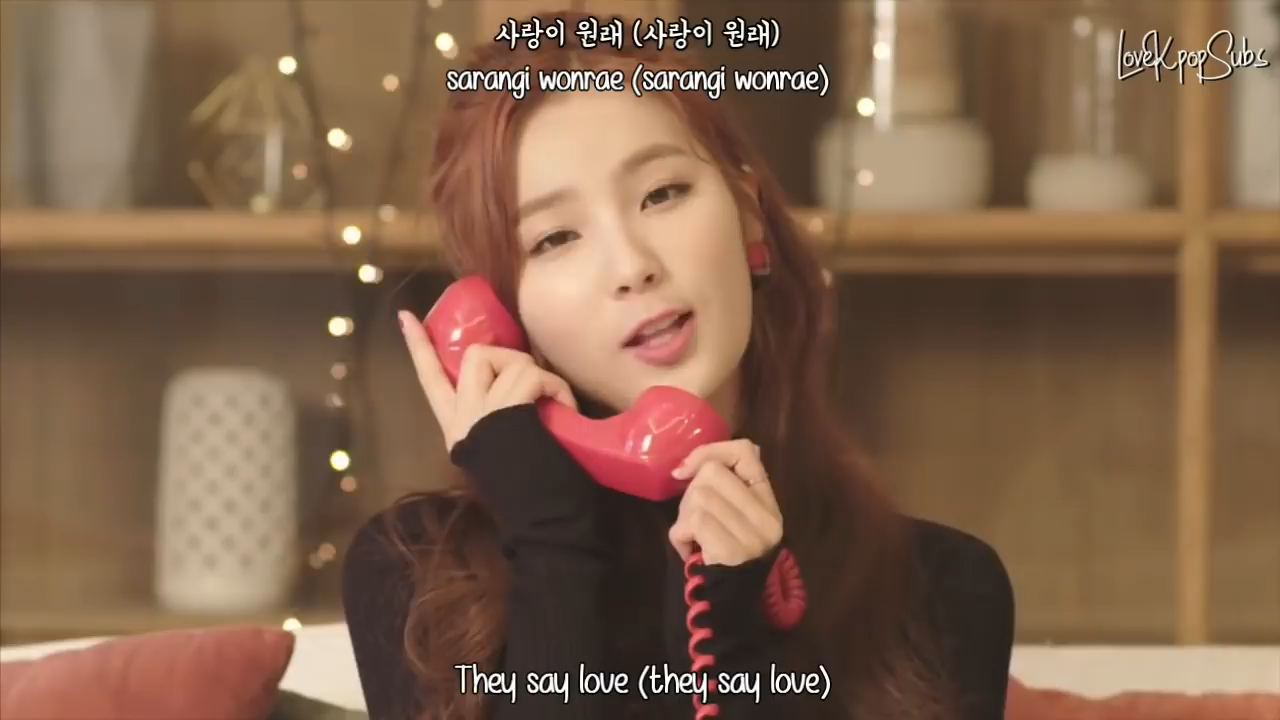 사랑이 원래 (사랑이 원래)
sarangi wonrae (sarangi wonrae)
LoveKpopSubs
They say love (they say love)